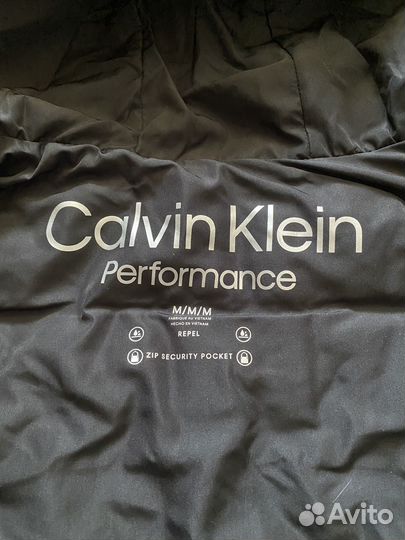 Calvin Klein
Performance
M/M/M
FABRIQUÉ AU VIETNAM
HECHO EN VIETNAM
REPEL
ZIP SECURITY POCKET
Avito